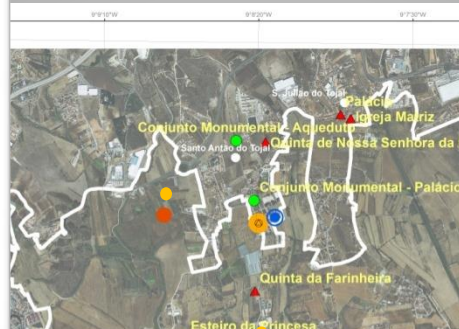 9°9'15"W 9°8'20"W 9°7'30"W
S. Julião do Tojal
Palácio
Igreja Matriz
Conjunto Monumental - Aqueduto
Quinta de Nossa Senhora da
Santo Antão do Tojal
Conjunto Monumental - Palácio
Quinta da Farinheira
Esteiro da Princesa